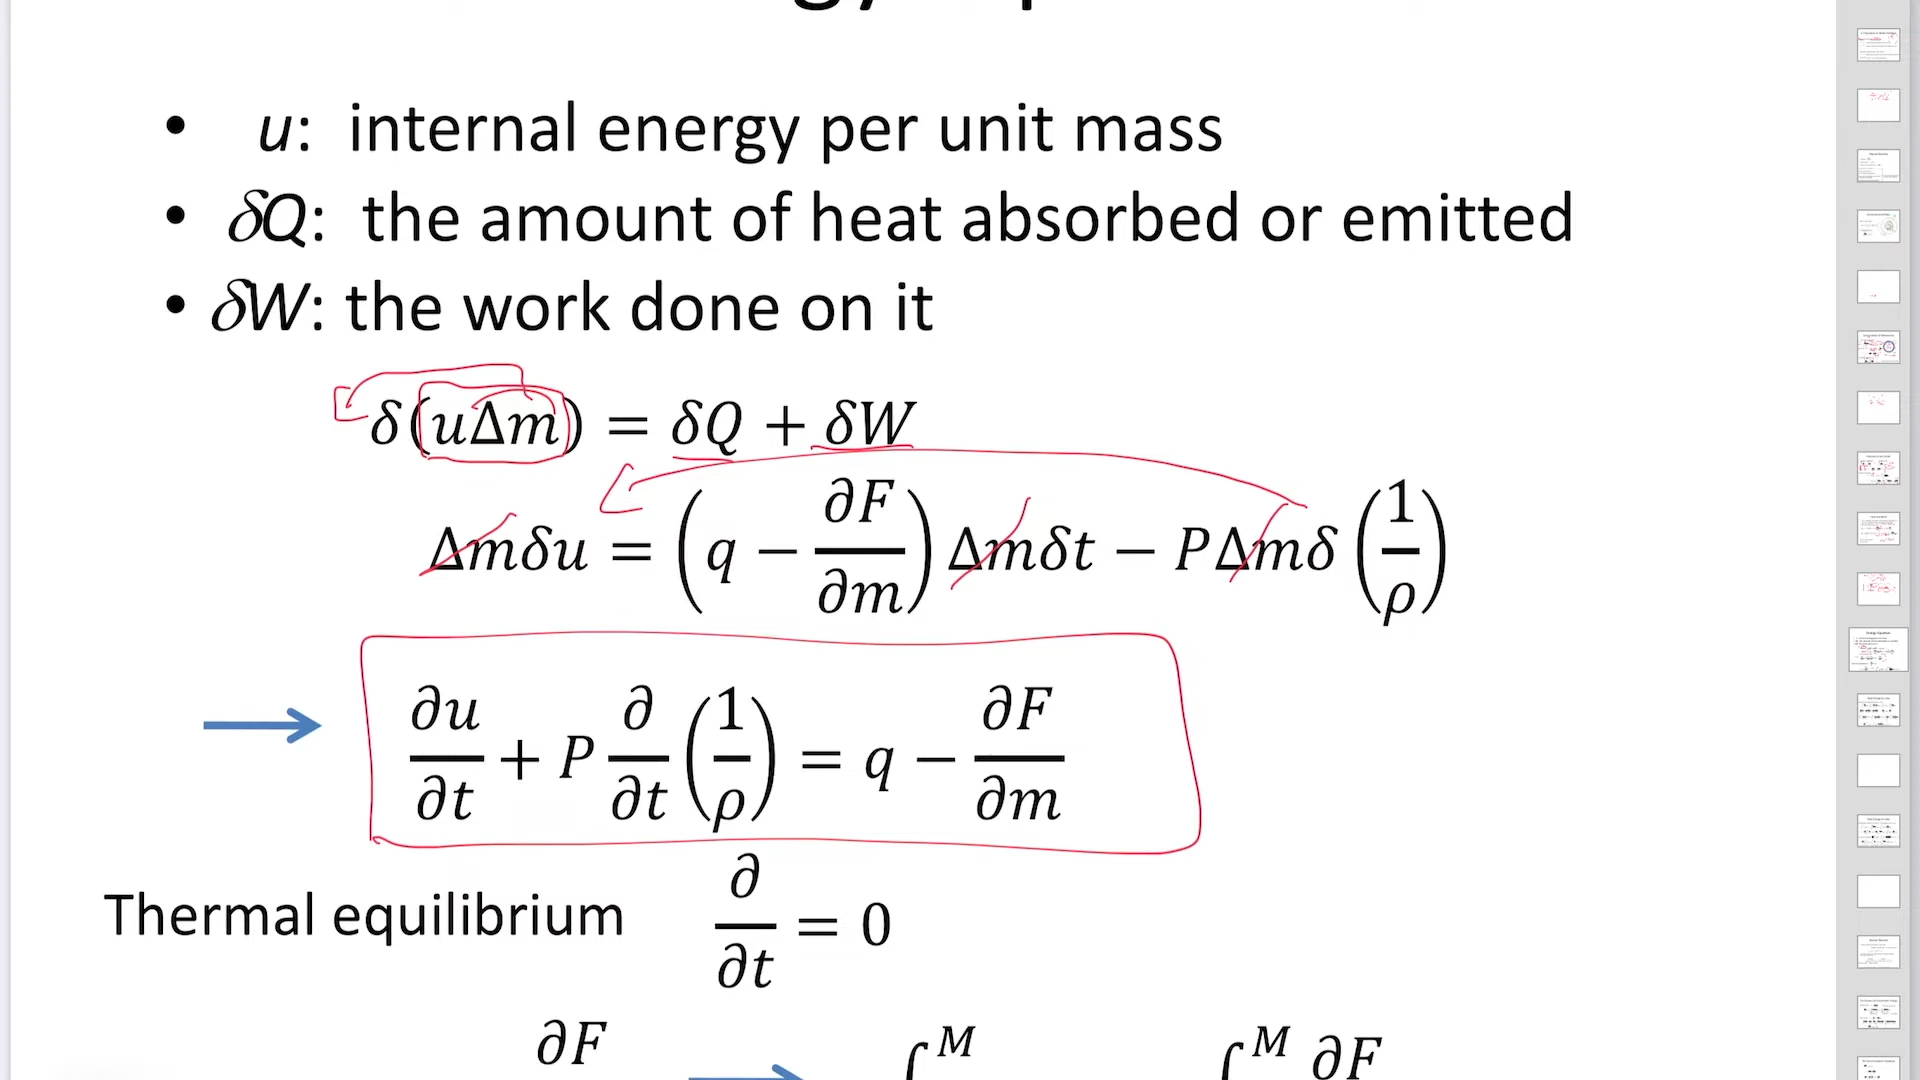 • u: internal energy per unit mass
• δQ: the amount of heat absorbed or emitted
• δW: the work done on it
δ(uΔm) = δQ + δW
Δmδu = (q − ∂F/∂m) Δmδt − PΔmδ (1/ρ)
∂u/∂t + P ∂/∂t (1/ρ) = q − ∂F/∂m
Thermal equilibrium ∂/∂t = 0
∂F ∫^M ∫^M ∂F